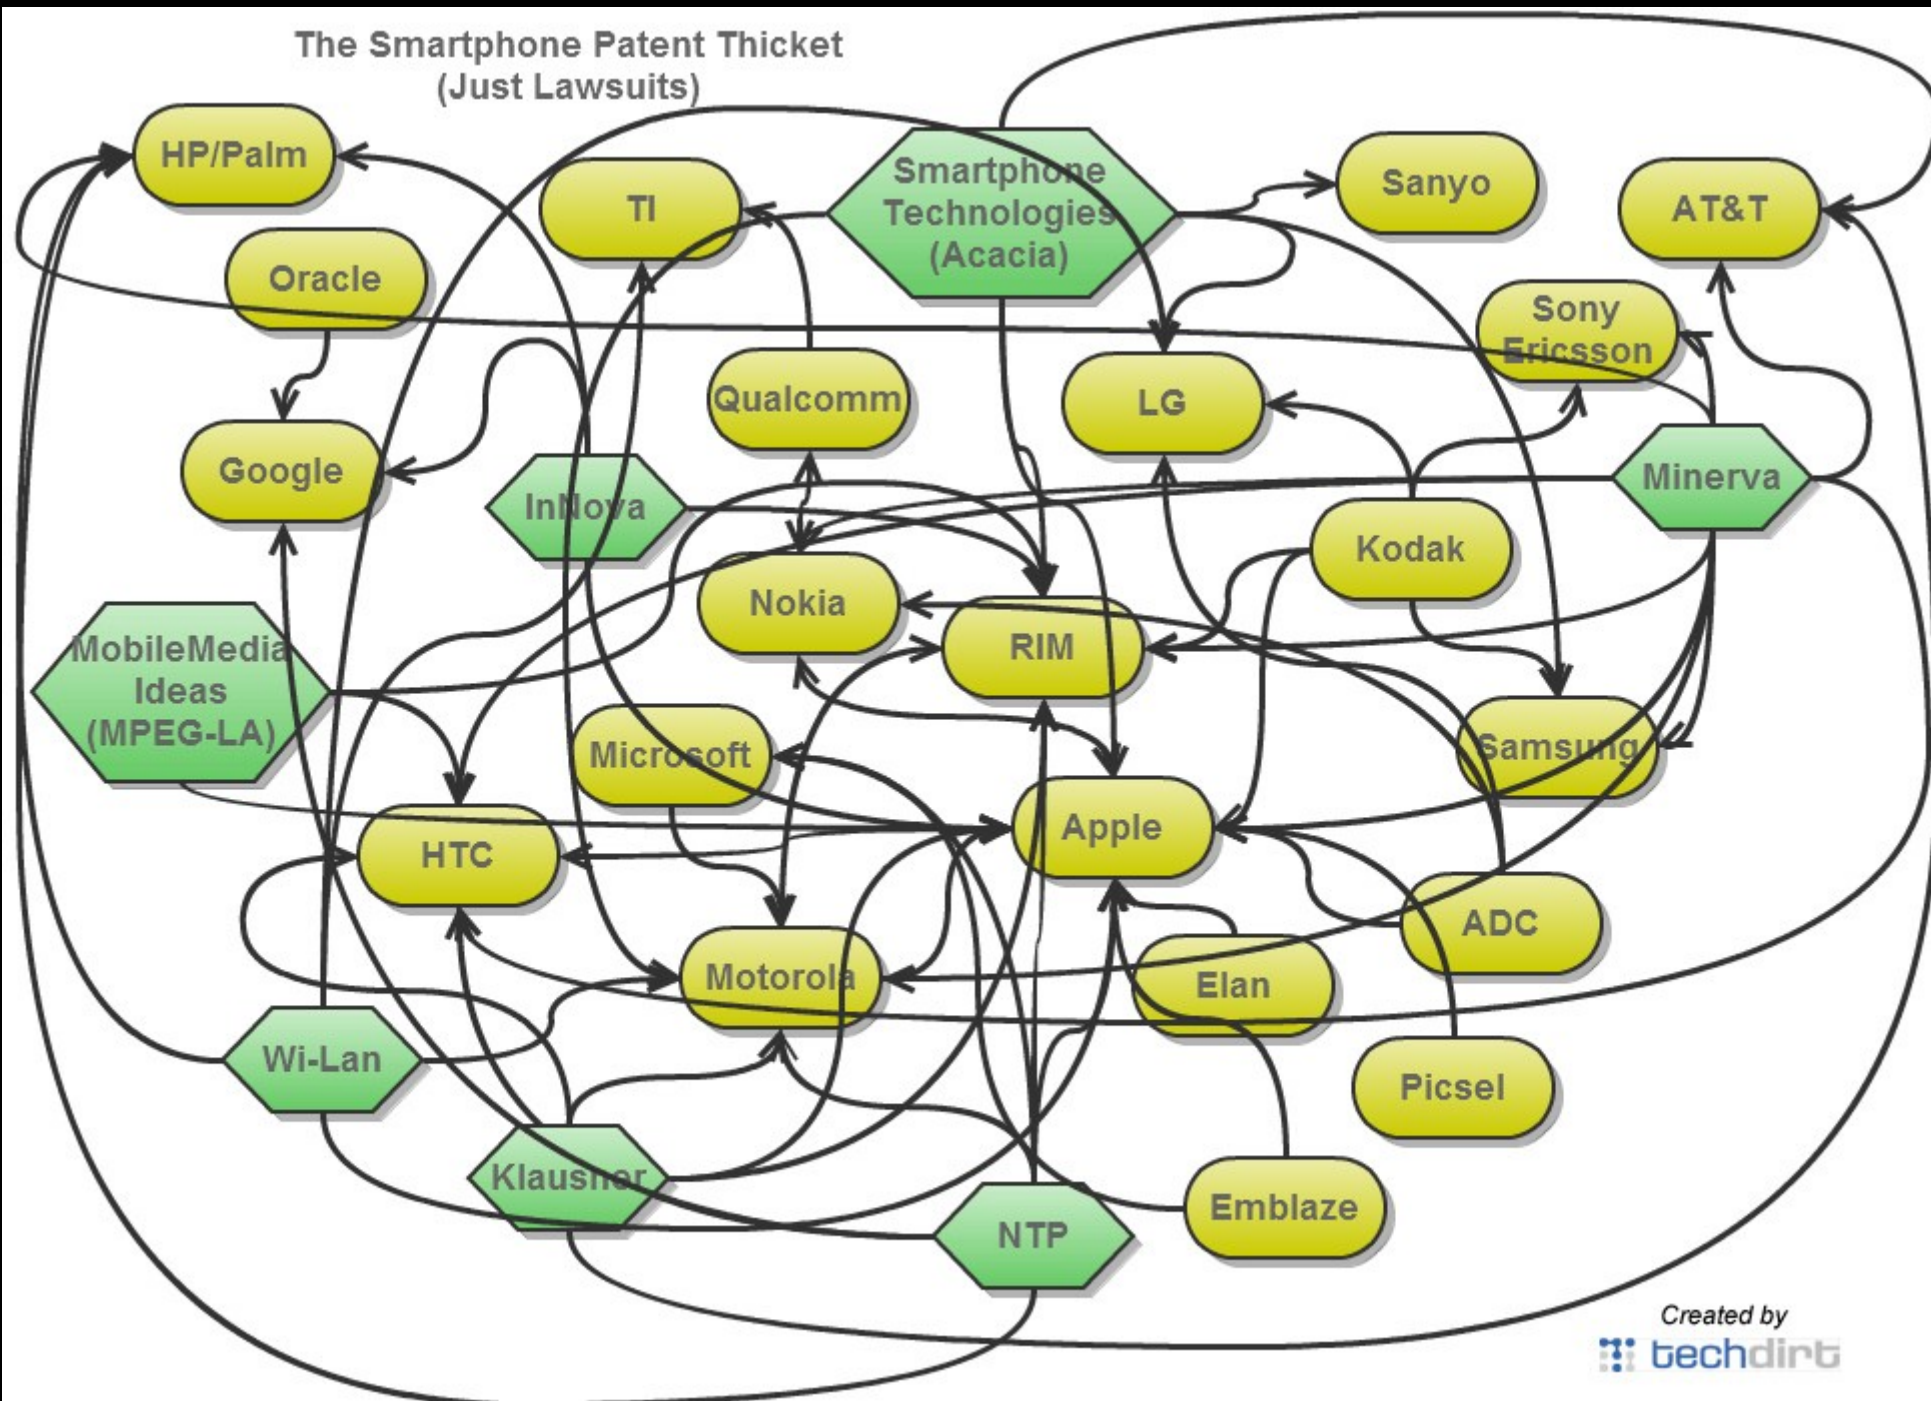 The Smartphone Patent Thicket
(Just Lawsuits)
HP/Palm
TI
Smartphone
Technologies
(Acacia)
Sanyo
AT&T
Oracle
Sony
Ericsson
Qualcomm
LG
Google
InNova
Minerva
Kodak
Nokia
RIM
MobileMedia
Ideas
(MPEG-LA)
Microsoft
Samsung
HTC
Apple
Motorola
Elan
ADC
Wi-Lan
Picsel
Klausner
NTP
Emblaze
Created by
techdirt